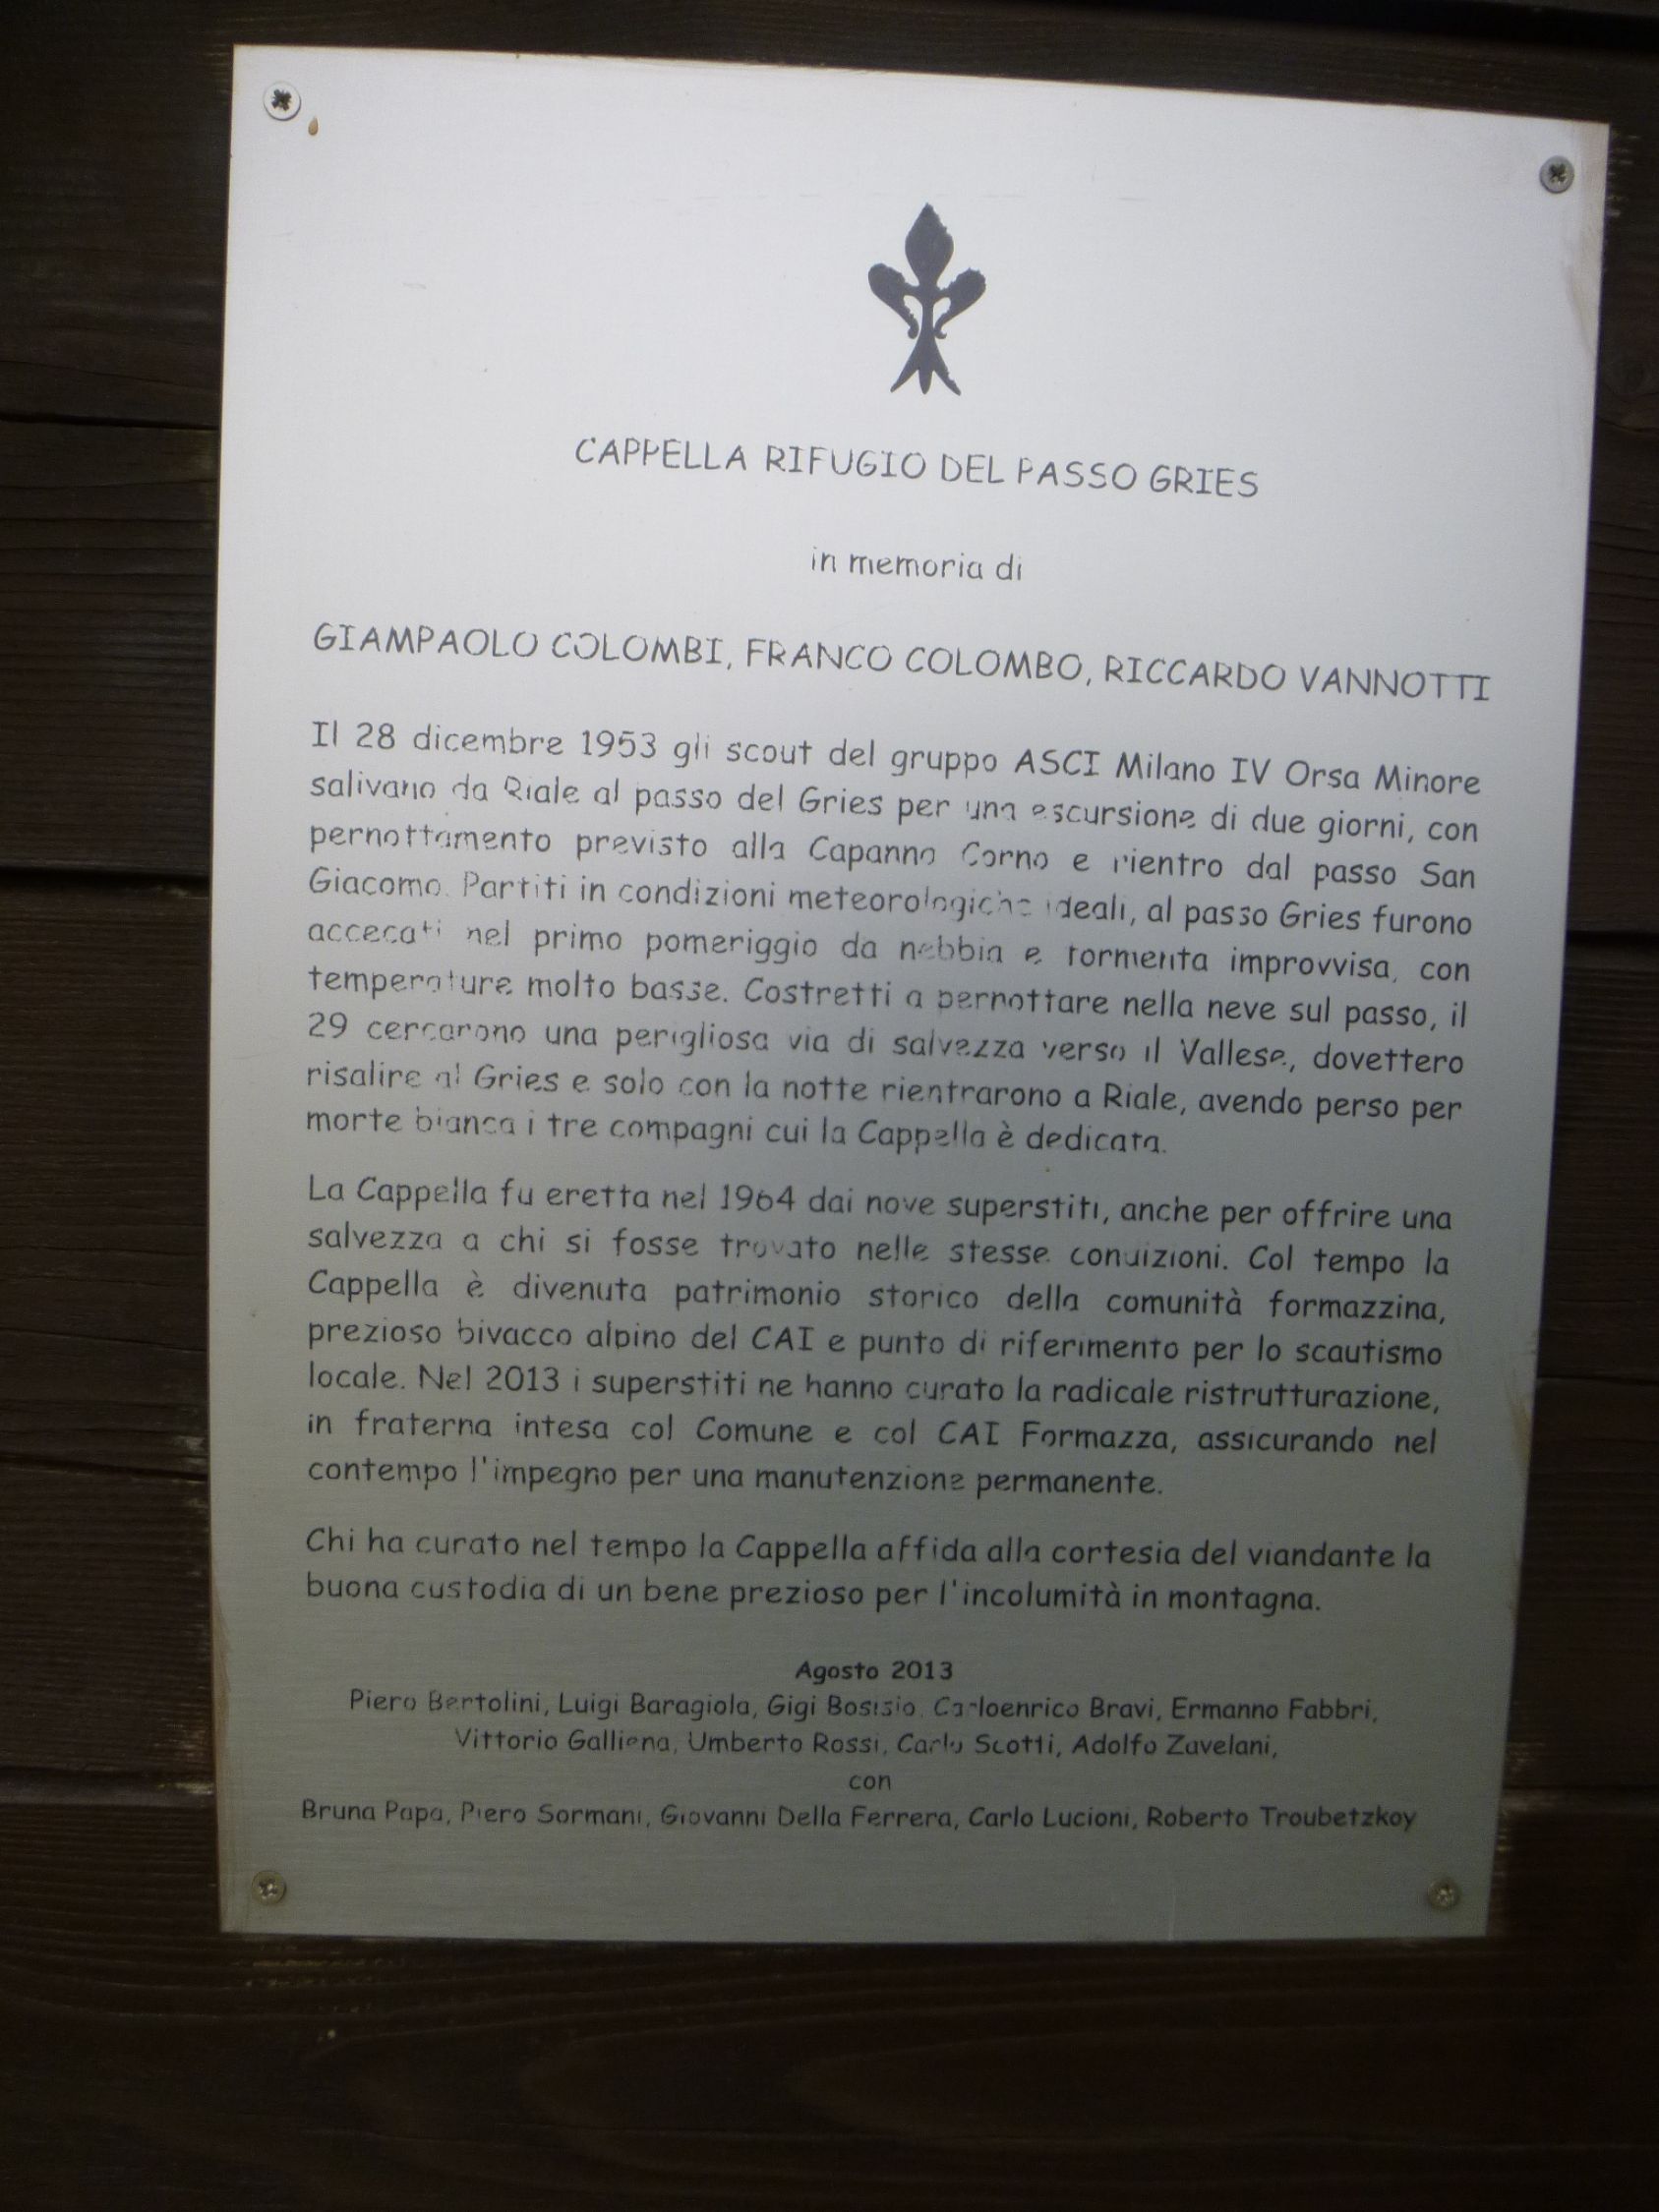 CAPPELLA RIFUGIO DEL PASSO GRIES
in memoria di
GIAMPAOLO COLOMBI, FRANCO COLOMBO, RICCARDO VANNOTTI
Il 28 dicembre 1953 gli scout del gruppo ASCI Milano IV Orsa Minore
salivano da Riale al passo del Gries per una escursione di due giorni, con
pernottamento previsto alla Capanna Corno e rientro dal passo San
Giacomo. Partiti in condizioni meteorologiche ideali, al passo Gries furono
accecati nel primo pomeriggio da nebbia e tormenta improvvisa, con
temperature molto basse. Costretti a pernottare nella neve sul passo, il
29 cercarono una perigliosa via di salvezza verso il Vallese, dovettero
risalire al Gries e solo con la notte rientrarono a Riale, avendo perso per
morte bianca i tre compagni cui la Cappella è dedicata.
La Cappella fu eretta nel 1964 dai nove superstiti, anche per offrire una
salvezza a chi si fosse trovato nelle stesse condizioni. Col tempo la
Cappella è divenuta patrimonio storico della comunità formazzina,
prezioso bivacco alpino del CAI e punto di riferimento per lo scautismo
locale. Nel 2013 i superstiti ne hanno curato la radicale ristrutturazione,
in fraterna intesa col Comune e col CAI Formazza, assicurando nel
contempo l'impegno per una manutenzione permanente.
Chi ha curato nel tempo la Cappella affida alla cortesia del viandante la
buona custodia di un bene prezioso per l'incolumità in montagna.
Agosto 2013
Piero Bertolini, Luigi Baragiola, Gigi Bosisio, Carloenrico Bravi, Ermanno Fabbri,
Vittorio Galliena, Umberto Rossi, Carlo Scotti, Adolfo Zavelani,
con
Bruna Papa, Piero Sormani, Giovanni Della Ferrera, Carlo Lucioni, Roberto Troubetzkoy